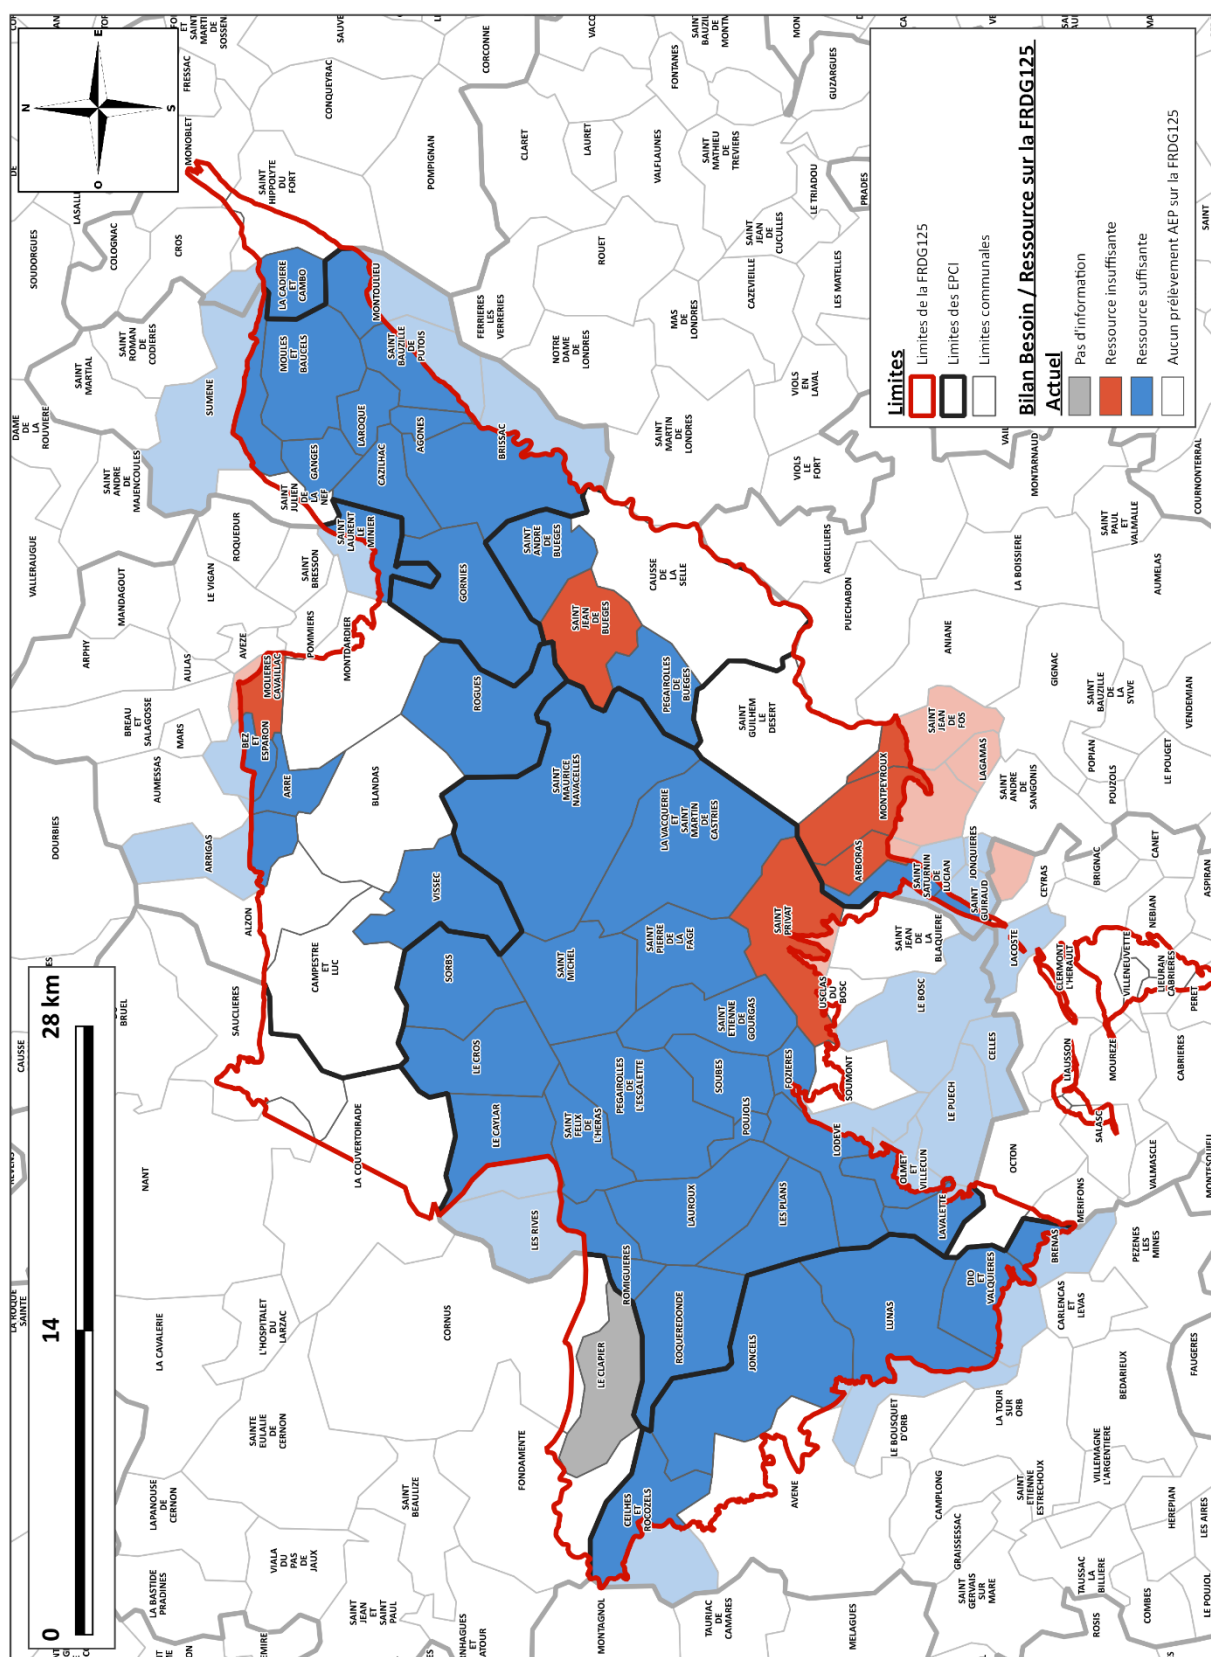 N
E
S
O
0
14
28 km
Limites
Limites de la FRDG125
Limites des EPCI
Limites communales
Bilan Besoin / Ressource sur la FRDG125
Actuel
Pas d'information
Ressource insuffisante
Ressource suffisante
Aucun prélèvement AEP sur la FRDG125
LA ROQUE
SAINTE
CAUSSE
BRUEL
DOURBIES
VALLERAUGUE
DAME
DE
LA
ROUVIERE
SOUDORGUES
LASALLE
COLOGNAC
CROS
MONOBLET
FRESSAC
SAINT
MARTIAL
SAINT
ROMAN
DE
CODIERES
SAINT
HIPPOLYTE
DU
FORT
CONQUEYRAC
CORCONNE
POMPIGNAN
SAINT
ANDRE
DE
MAJENCOULES
SUMENE
LA CADIERE
ET
CAMBO
MOULES
ET
BAUCELS
MONTOULIEU
SAINT
BAUZILLE
DE
PUTOIS
FERRIERES
LES
VERRERIES
CLARET
LAURET
VALFLAUNES
FONTANES
SAINT
MATHIEU
DE
TREVIERS
GUZARGUES
LE TRIADOU
PRADES
SAINT
JEAN
DE
CUCULLES
LES MATELLES
CAZEVIEILLE
ROUET
MAS
DE
LONDRES
NOTRE
DAME
DE
LONDRES
VIOLS
EN
LAVAL
SAINT
MARTIN
DE
LONDRES
VIOLS
LE
FORT
ARPHY
MANDAGOUT
AULAS
LE VIGAN
ROQUEDUR
AVEZE
SAINT
BRESSON
POMMIERS
MONTDARDIER
SAINT
JULIEN
DE
LA
NEF
SAINT
LAURENT
LE
MINIER
GANGES
LAROQUE
CAZILHAC
AGONES
BRISSAC
GORNIES
SAINT
ANDRE
DE
BUEGES
CAUSSE
DE
LA
SELLE
SAINT
JEAN
DE
BUEGES
PEGAIROLLES
DE
BUEGES
ROGUES
BREAU
ET
SALAGOSSE
MARS
AUMESSAS
MOLIERES
CAVAILLAC
BEZ
ET
ESPARON
ARRE
ARRIGAS
ALZON
BLANDAS
VISSEC
CAMPESTRE
ET
LUC
SAUCLIERES
SAINT
MAURICE
NAVACELLES
LA VACQUERIE
ET
SAINT
MARTIN
DE
CASTRIES
SAINT
GUILHEM
LE
DESERT
ARGELLIERS
PUECHABON
ANIANE
LA BOISSIERE
MONTARNAUD
COURNONTERRAL
SAINT
PAUL
ET
VALMALLE
AUMELAS
GIGNAC
SAINT
BAUZILLE
DE
LA
SYLVE
VENDEMIAN
POPIAN
POUZOLS
LE POUGET
SAINT
ANDRE
DE
SANGONIS
LAGAMAS
SAINT
JEAN
DE
FOS
MONTPEYROUX
ARBORAS
SAINT
SATURNIN
DE
LUCIAN
JONQUIERES
SAINT
GUIRAUD
CEYRAS
BRIGNAC
CANET
ASPIRAN
NEBIAN
LACOSTE
CLERMONT
L'HERAULT
VILLENEUVETTE
LIEURAN
CABRIERES
PERET
MOUREZE
CABRIERES
LIAUSSON
SALASC
VALMASCLE
OCTON
MERIFONS
CELLES
LE PUECH
LE BOSC
SAINT
JEAN
DE
LA
BLAQUIERE
SAINT
PRIVAT
USCLAS
DU
BOSC
SOUMONT
FOZIERES
SAINT
ETIENNE
DE
GOURGAS
SAINT
PIERRE
DE
LA
FAGE
SAINT
MICHEL
SORBS
LE CROS
LE CAYLAR
SAINT
FELIX
DE
L'HERAS
PEGAIROLLES
DE
L'ESCALETTE
SOUBES
POUJOLS
LODEVE
OLMET
ET
VILLECUN
LAVALETTE
LES PLANS
LAUROUX
LES RIVES
LA COUVERTOIRADE
NANT
CORNUS
L'HOSPITALET
DU
LARZAC
LA CAVALERIE
SAINTE
EULALIE
DE
CERNON
LAPANOUSE
DE
CERNON
LA BASTIDE
PRADINES
VIALA
DU
PAS
DE
JAUX
SAINT
BEAULIZE
SAINT
JEAN
ET
SAINT
PAUL
FONDAMENTE
LE CLAPIER
ROMIGUIERES
ROQUEREDONDE
JONCELS
LUNAS
DIO
ET
VALQUIERES
BRENAS
CARLENCAS
ET
LEVAS
PEZENES
LES
MINES
BEDARIEUX
FAUGERES
LA TOUR
SUR
ORB
LE BOUSQUET
D'ORB
AVENE
CEILHES
ET
ROCOZELS
MONTAGNOL
TAURIAC
DE
CAMARES
MELAGUES
CAMPLONG
GRAISSESSAC
SAINT
GERVAIS
SUR
MARE
SAINT
ETIENNE
ESTRECHOUX
VILLEMAGNE
L'ARGENTIERE
HEREPIAN
LES AIRES
TAUSSAC
LA
BILLIERE
COMBES
ROSIS
LE POUJOL